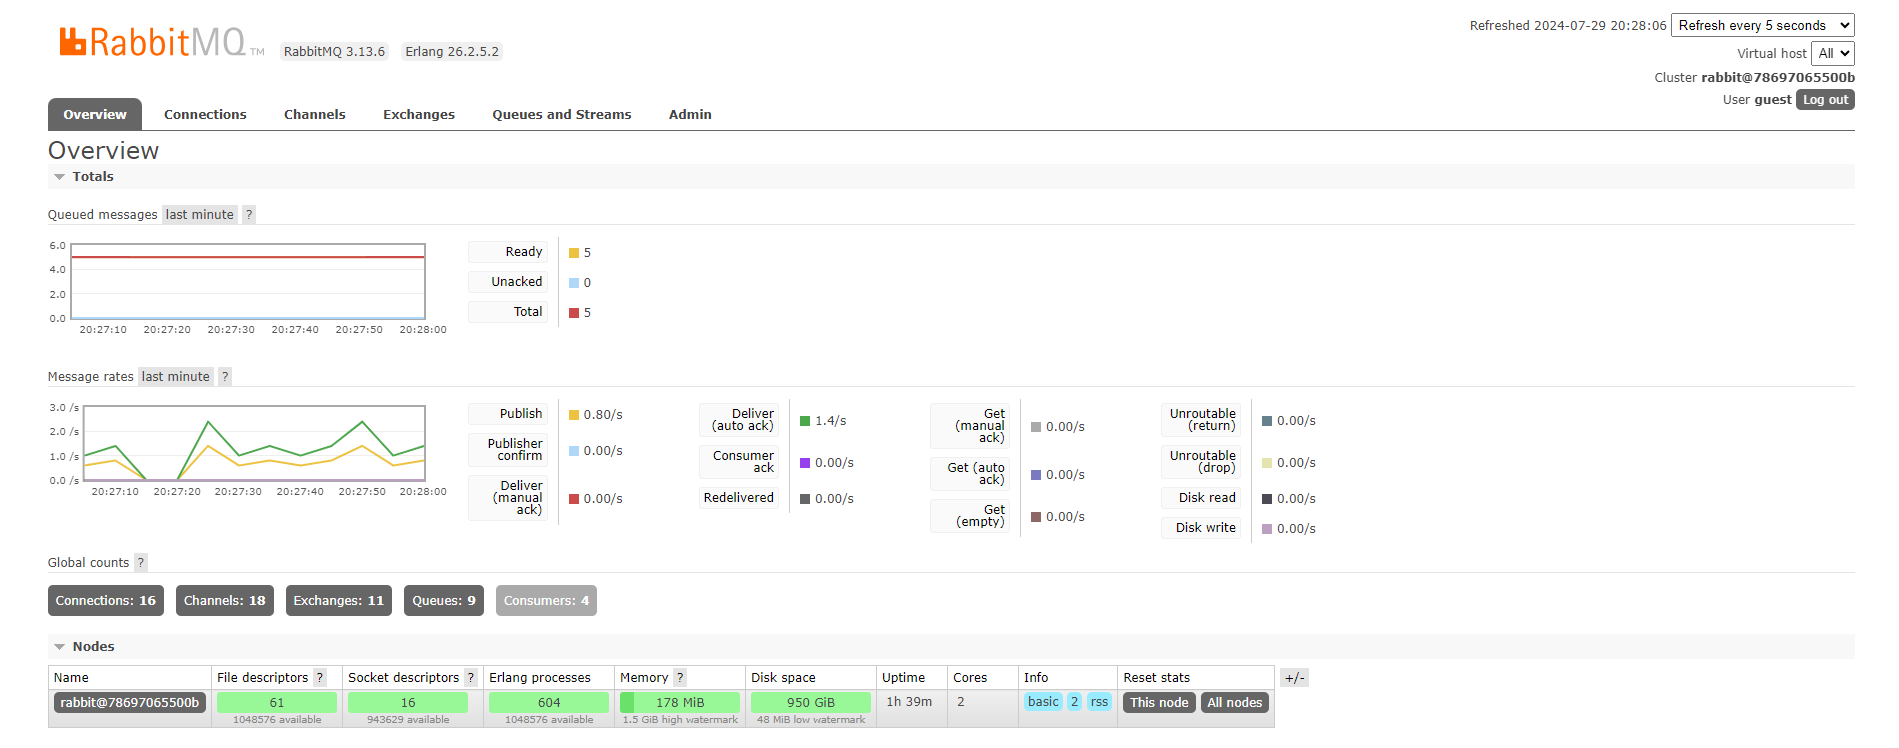 RabbitMQ TM RabbitMQ 3.13.6 Erlang 26.2.5.2
Refreshed 2024-07-29 20:28:06 Refresh every 5 seconds
Virtual host All
Cluster rabbit@78697065500b
User guest Log out
Overview Connections Channels Exchanges Queues and Streams Admin
Overview
Totals
Queued messages last minute ?
6.0
4.0
2.0
0.0
20:27:10 20:27:20 20:27:30 20:27:40 20:27:50 20:28:00
Ready 5
Unacked 0
Total 5
Message rates last minute ?
3.0 /s
2.0 /s
1.0 /s
0.0 /s
20:27:10 20:27:20 20:27:30 20:27:40 20:27:50 20:28:00
Publish 0.80/s
Publisher
confirm 0.00/s
Deliver
(manual
ack) 0.00/s
Deliver
(auto ack) 1.4/s
Consumer
ack 0.00/s
Redelivered 0.00/s
Get
(manual
ack) 0.00/s
Get (auto
ack) 0.00/s
Get
(empty) 0.00/s
Unroutable
(return) 0.00/s
Unroutable
(drop) 0.00/s
Disk read 0.00/s
Disk write 0.00/s
Global counts ?
Connections: 16 Channels: 18 Exchanges: 11 Queues: 9 Consumers: 4
Nodes
Name File descriptors ? Socket descriptors ? Erlang processes Memory ? Disk space Uptime Cores Info Reset stats +/-
rabbit@78697065500b 61 16 604 178 MiB 950 GiB 1h 39m 2 basic 2 rss This node All nodes
1048576 available 943629 available 1048576 available 1.5 GiB high watermark 48 MiB low watermark